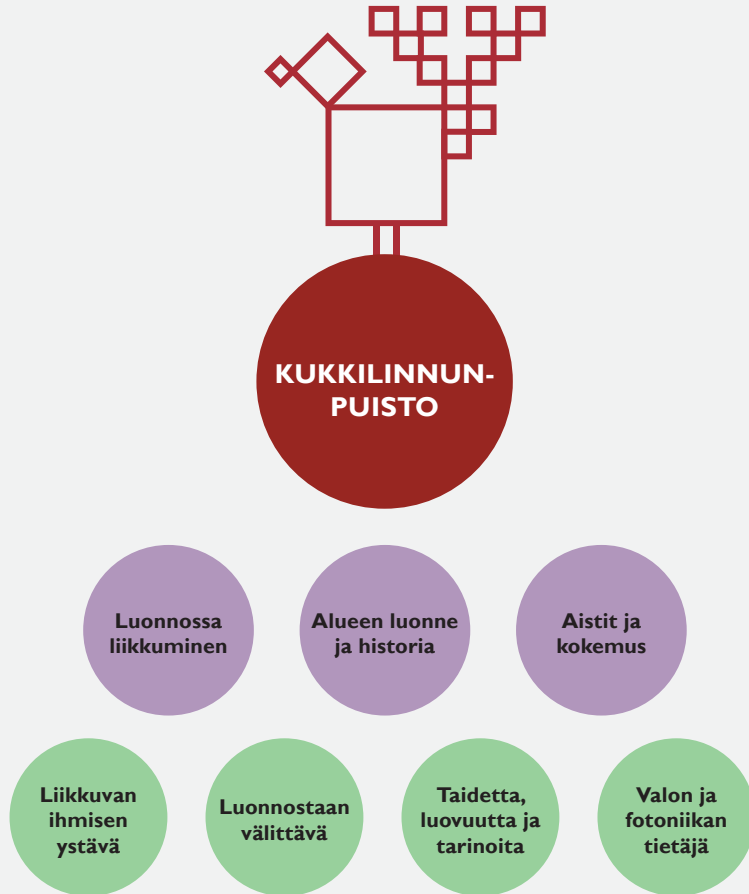 KUKKILINNUN-
PUISTO
Luonnossa
liikkuminen
Alueen luonne
ja historia
Aistit ja
kokemus
Liikkuvan
ihmisen
ystävä
Luonnostaan
välittävä
Taidetta,
luovuutta ja
tarinoita
Valon ja
fotoniikan
tietäjä